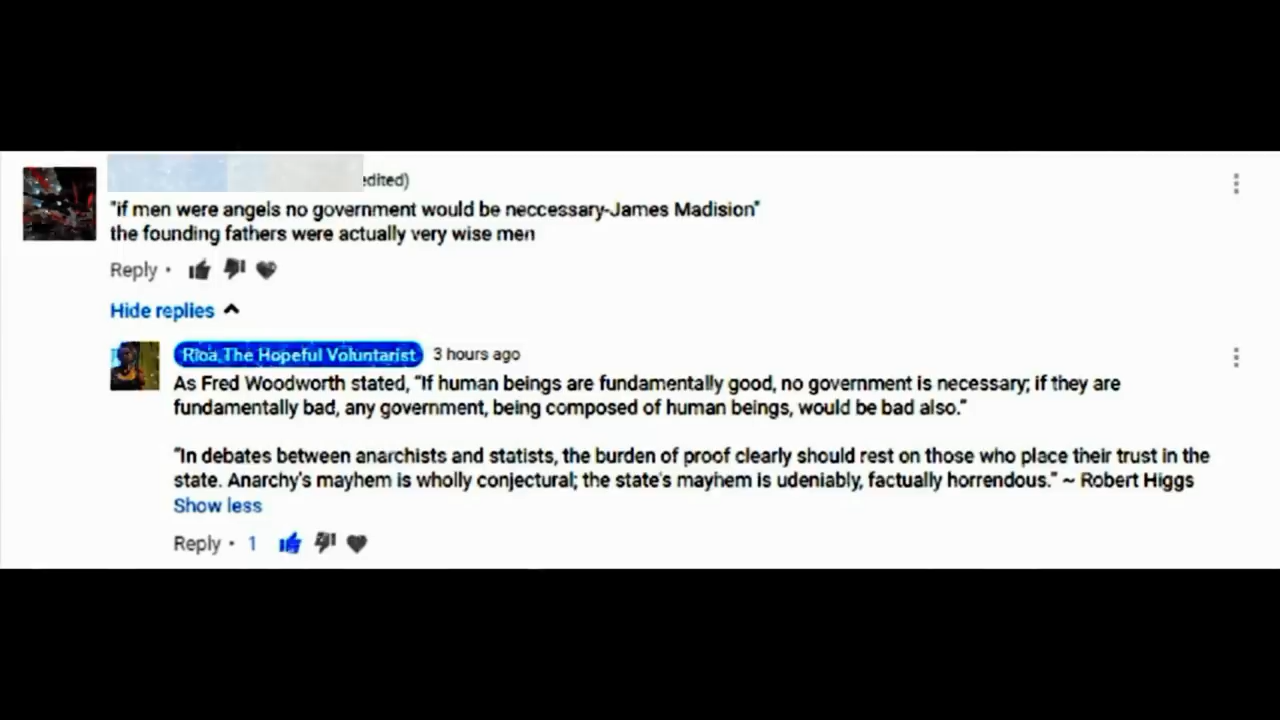 edited)
"if men were angels no government would be neccessary-James Madision"
the founding fathers were actually very wise men
Reply •
Hide replies
Rioa The Hopeful Voluntarist 3 hours ago
As Fred Woodworth stated, "If human beings are fundamentally good, no government is necessary; if they are
fundamentally bad, any government, being composed of human beings, would be bad also."
"In debates between anarchists and statists, the burden of proof clearly should rest on those who place their trust in the
state. Anarchy's mayhem is wholly conjectural; the state's mayhem is udeniably, factually horrendous." ~ Robert Higgs
Show less
Reply • 1